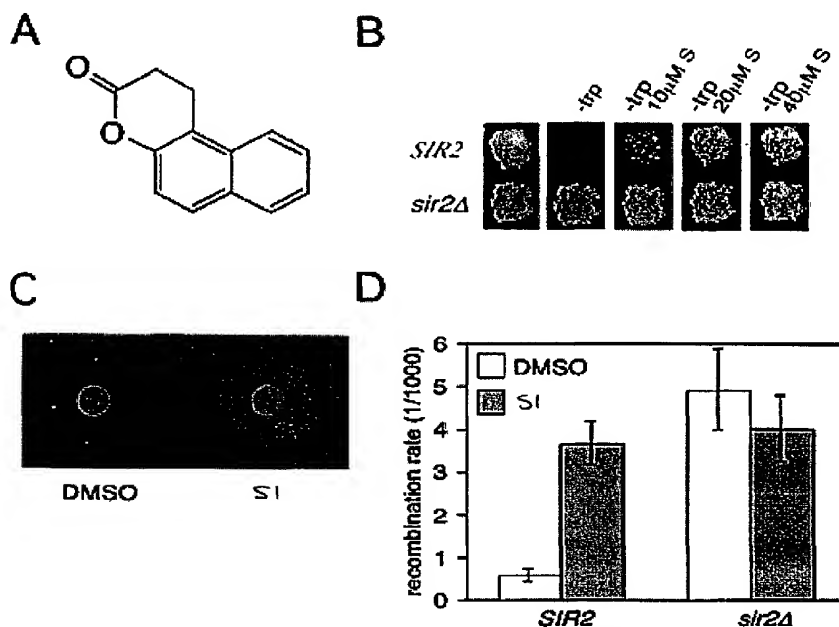 A
O
O
B
-trp
-trp 10µM S
-trp 20µM S
-trp 40µM S
SIR2
sir2Δ
C
DMSO
SI
D
recombination rate (1/1000)
6
5
4
3
2
1
0
DMSO
SI
SIR2
sir2Δ